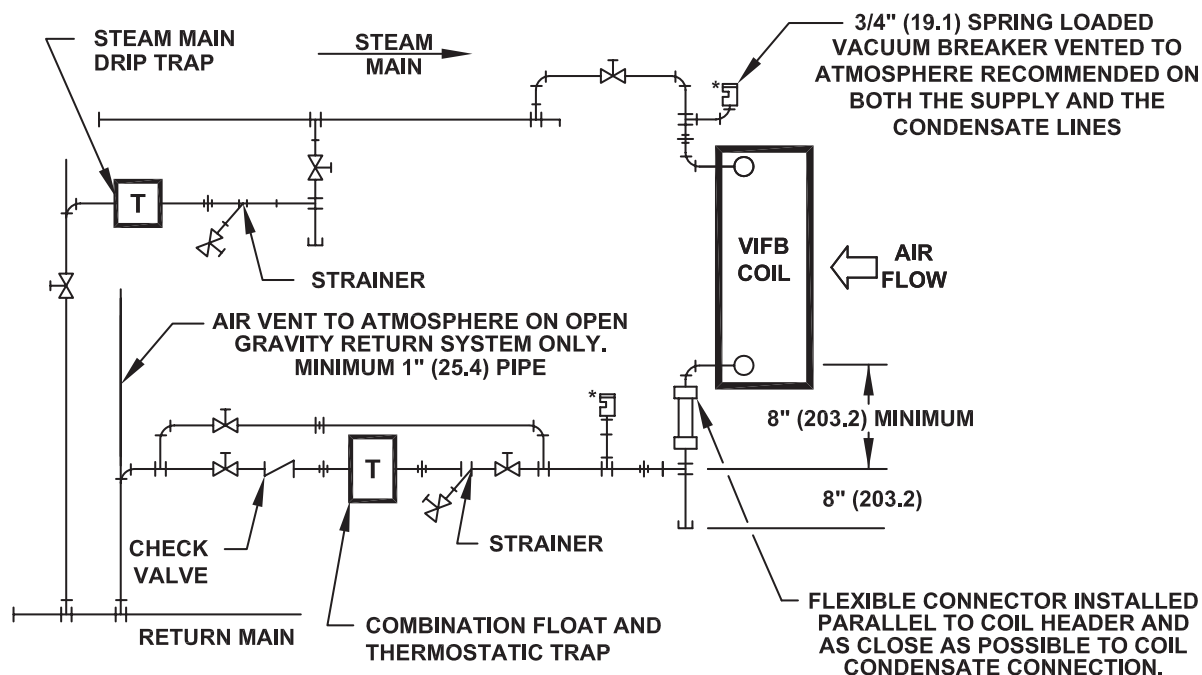 STEAM MAIN
DRIP TRAP
STEAM
MAIN
3/4" (19.1) SPRING LOADED
VACUUM BREAKER VENTED TO
ATMOSPHERE RECOMMENDED ON
BOTH THE SUPPLY AND THE
CONDENSATE LINES
*
T
STRAINER
VIFB
COIL
AIR
FLOW
AIR VENT TO ATMOSPHERE ON OPEN
GRAVITY RETURN SYSTEM ONLY.
MINIMUM 1" (25.4) PIPE
*
8" (203.2) MINIMUM
T
8" (203.2)
STRAINER
CHECK
VALVE
COMBINATION FLOAT AND
THERMOSTATIC TRAP
RETURN MAIN
FLEXIBLE CONNECTOR INSTALLED
PARALLEL TO COIL HEADER AND
AS CLOSE AS POSSIBLE TO COIL
CONDENSATE CONNECTION.